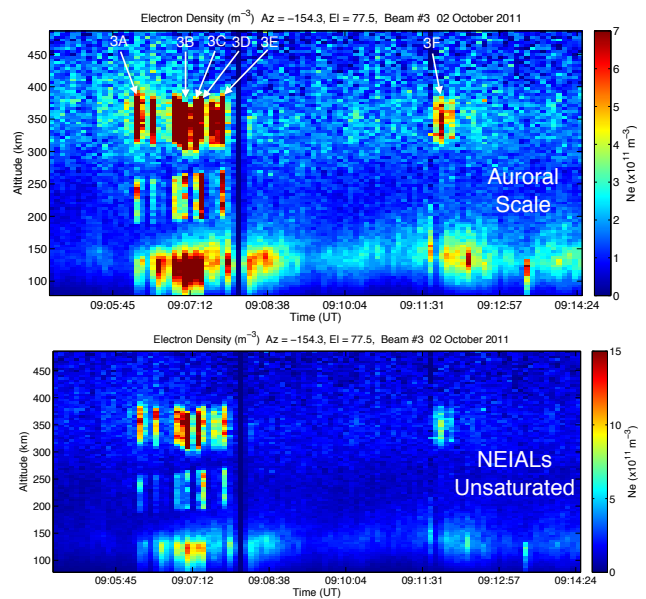 Electron Density (m⁻³) Az = −154.3, El = 77.5, Beam #3 02 October 2011
3A 3B 3C 3D 3E 3F
450
400
350
300
250
200
150
100
Altitude (km)
Auroral
Scale
7
6
5
4
3
2
1
0
Ne (x10¹¹ m⁻³)
09:05:45 09:07:12 09:08:38 09:10:04 09:11:31 09:12:57 09:14:24
Time (UT)
Electron Density (m⁻³) Az = −154.3, El = 77.5, Beam #3 02 October 2011
450
400
350
300
250
200
150
100
Altitude (km)
NEIALs
Unsaturated
15
10
5
0
Ne (x10¹¹ m⁻³)
09:05:45 09:07:12 09:08:38 09:10:04 09:11:31 09:12:57 09:14:24
Time (UT)